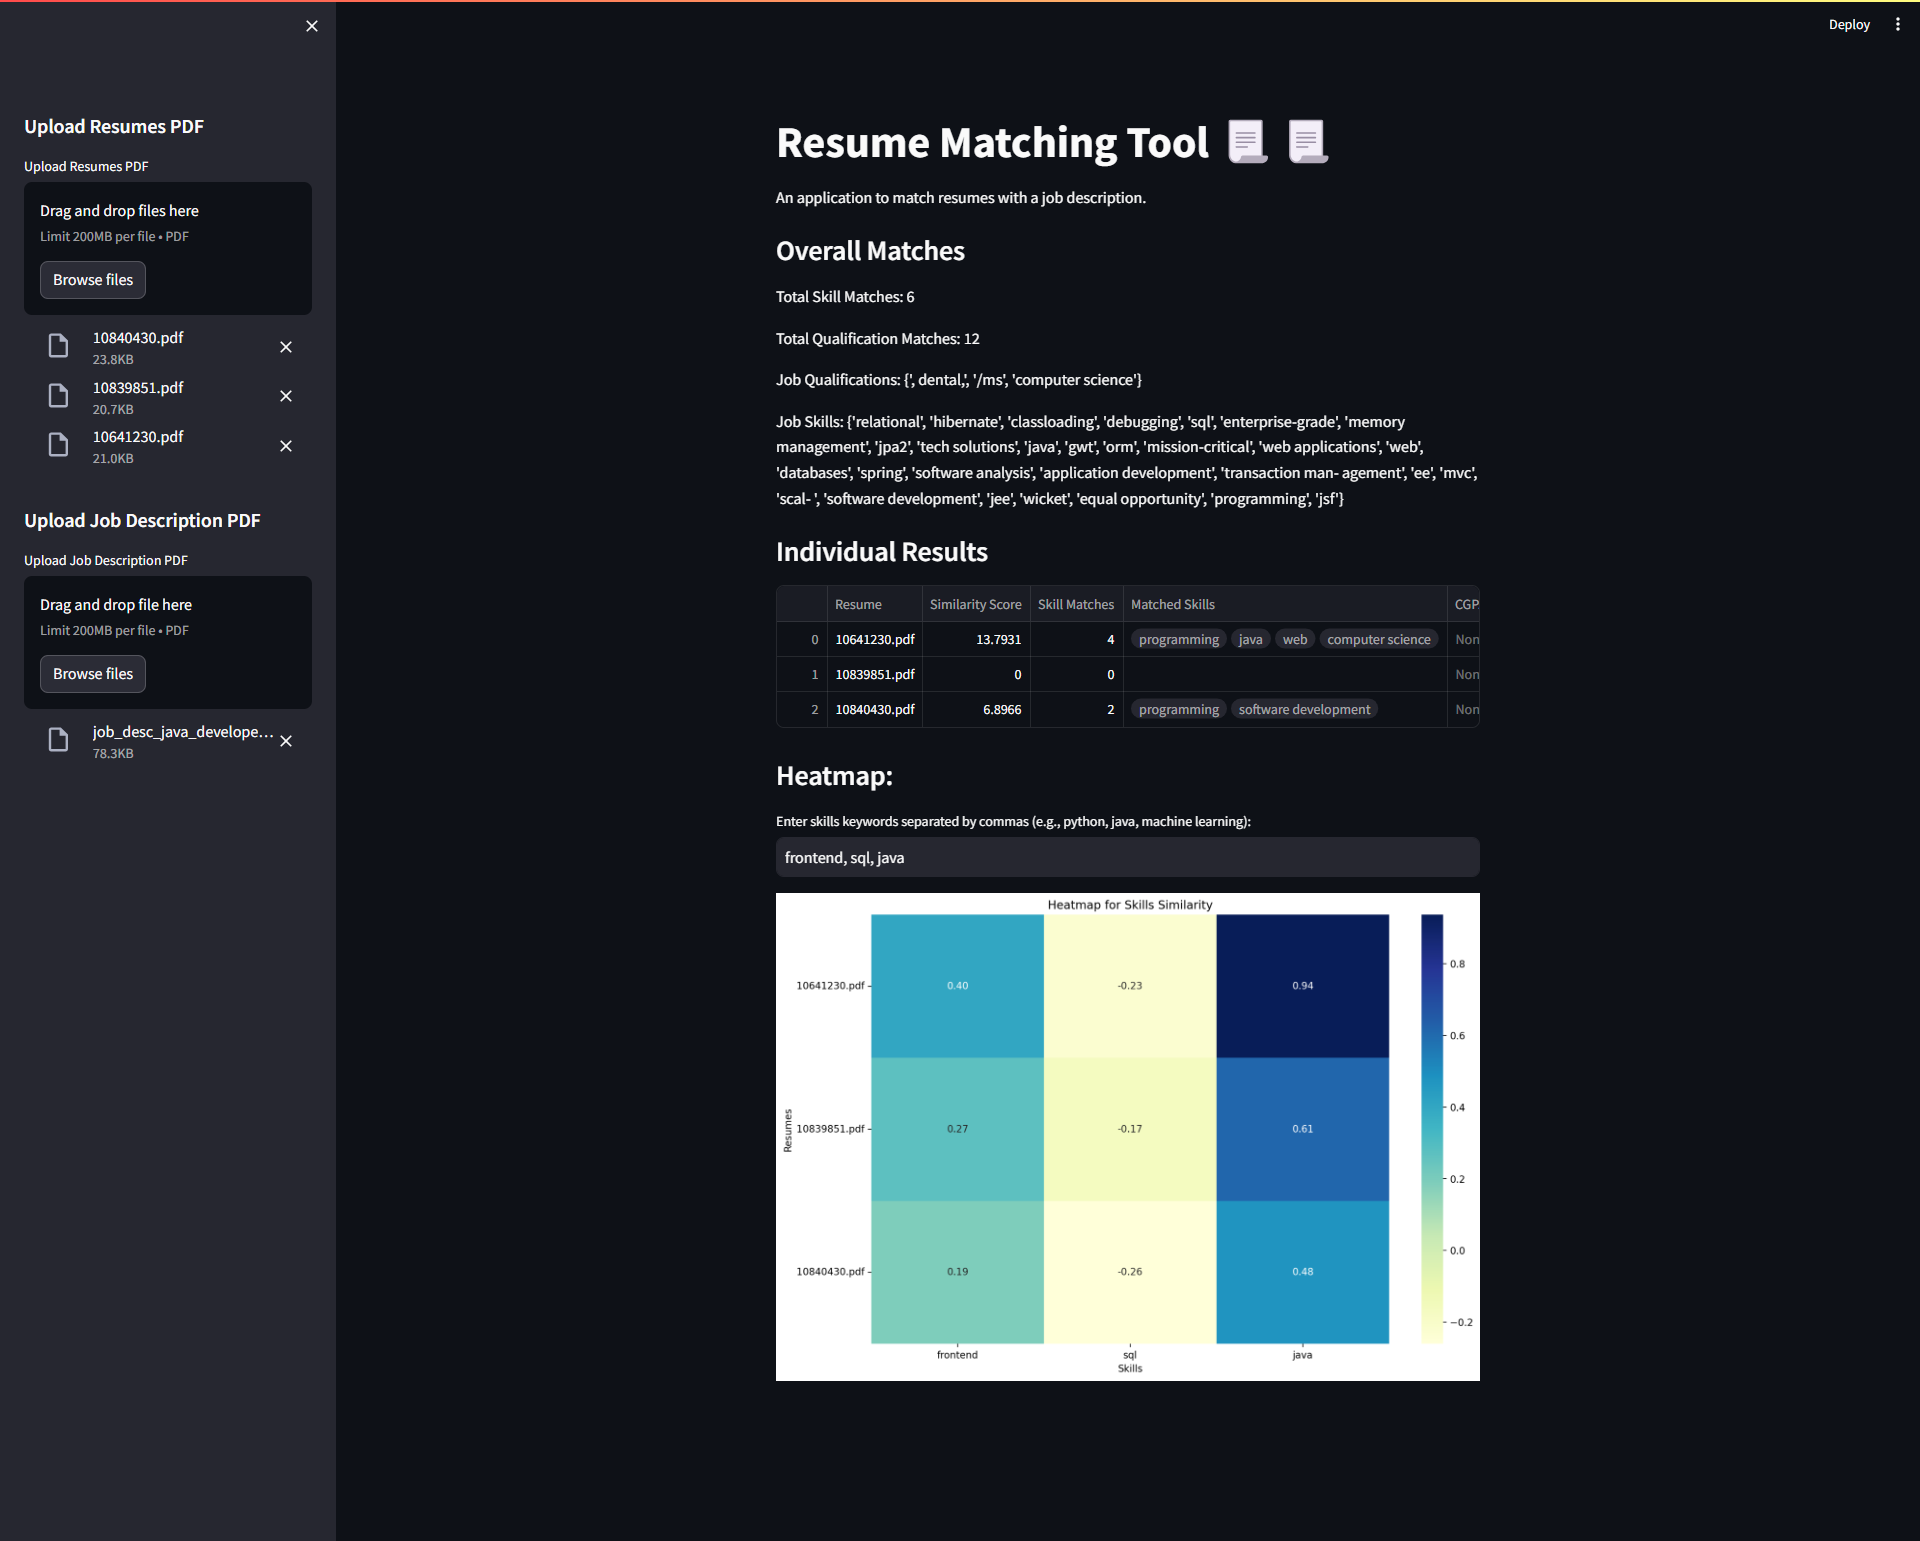 Deploy
Upload Resumes PDF
Upload Resumes PDF
Drag and drop files here
Limit 200MB per file • PDF
Browse files
10840430.pdf
23.8KB
10839851.pdf
20.7KB
10641230.pdf
21.0KB
Upload Job Description PDF
Upload Job Description PDF
Drag and drop file here
Limit 200MB per file • PDF
Browse files
job_desc_java_develope...
78.3KB
Resume Matching Tool
An application to match resumes with a job description.
Overall Matches
Total Skill Matches: 6
Total Qualification Matches: 12
Job Qualifications: {', dental,', '/ms', 'computer science'}
Job Skills: {'relational', 'hibernate', 'classloading', 'debugging', 'sql', 'enterprise-grade', 'memory
management', 'jpa2', 'tech solutions', 'java', 'gwt', 'orm', 'mission-critical', 'web applications', 'web',
'databases', 'spring', 'software analysis', 'application development', 'transaction man- agement', 'ee', 'mvc',
'scal- ', 'software development', 'jee', 'wicket', 'equal opportunity', 'programming', 'jsf'}
Individual Results
Resume Similarity Score Skill Matches Matched Skills CGP
0 10641230.pdf 13.7931 4 programming java web computer science Non
1 10839851.pdf 0 0 Non
2 10840430.pdf 6.8966 2 programming software development Non
Heatmap:
Enter skills keywords separated by commas (e.g., python, java, machine learning):
frontend, sql, java
Heatmap for Skills Similarity
10641230.pdf 0.40 -0.23 0.94
10839851.pdf 0.27 -0.17 0.61
10840430.pdf 0.19 -0.26 0.48
Resumes
frontend sql java
Skills
0.8
0.6
0.4
0.2
0.0
−0.2